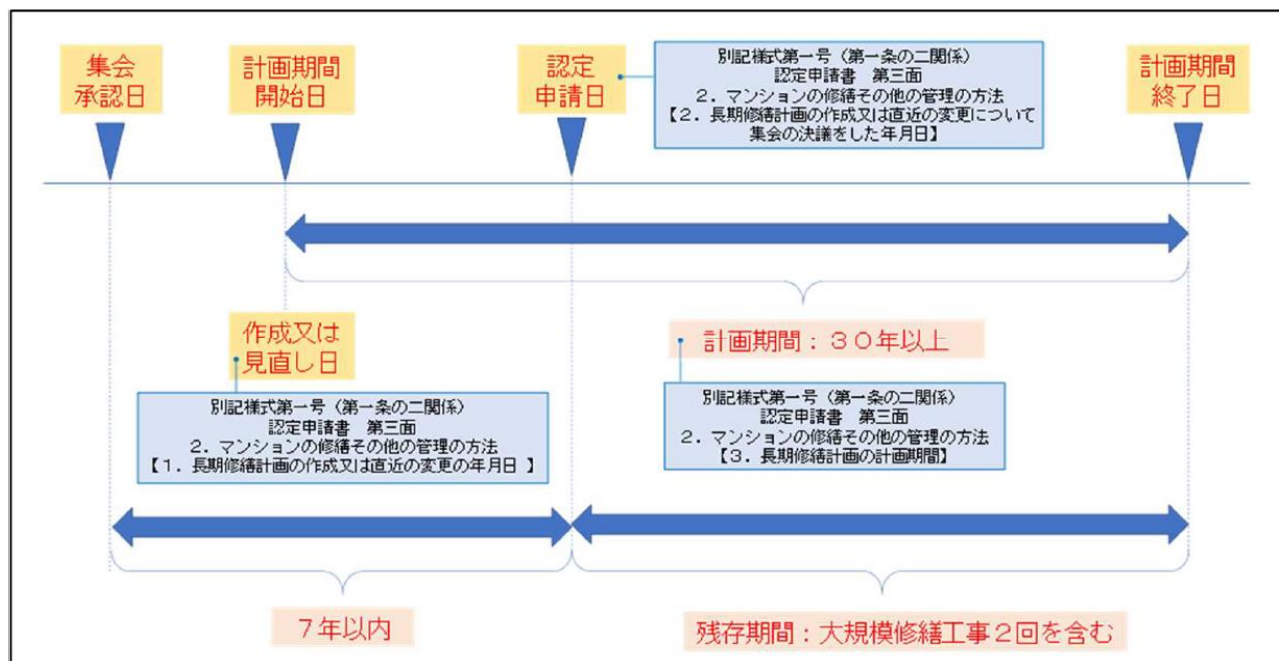 集会
承認日
計画期間
開始日
認定
申請日
別記様式第一号（第一条の二関係）
認定申請書　第三面
２．マンションの修繕その他の管理の方法
【２．長期修繕計画の作成又は直近の変更について
集会の決議をした年月日】
計画期間
終了日
作成又は
見直し日
計画期間：３０年以上
別記様式第一号（第一条の二関係）
認定申請書　第三面
２．マンションの修繕その他の管理の方法
【１．長期修繕計画の作成又は直近の変更の年月日 】
別記様式第一号（第一条の二関係）
認定申請書　第三面
２．マンションの修繕その他の管理の方法
【３．長期修繕計画の計画期間】
７年以内
残存期間：大規模修繕工事２回を含む